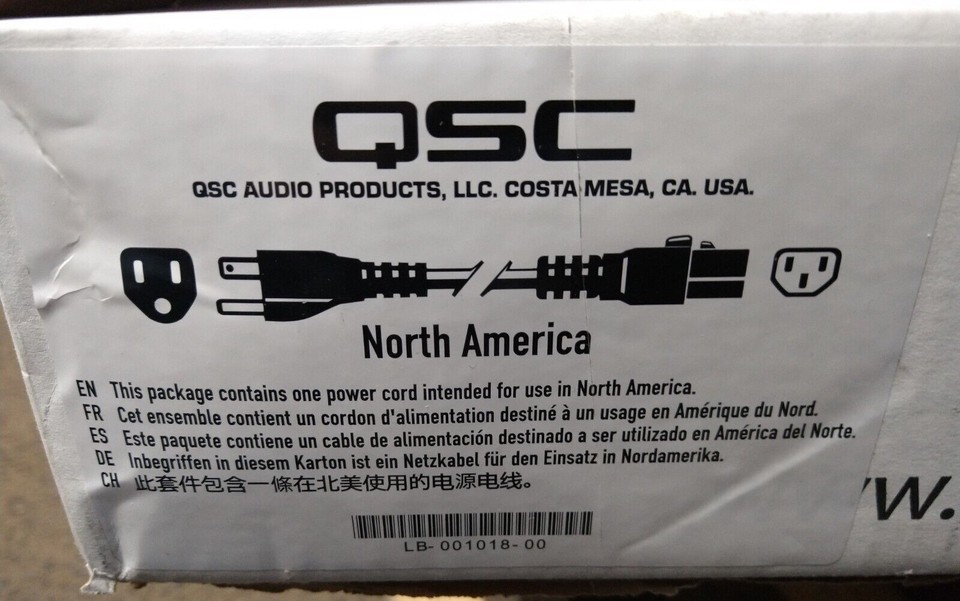 QSC
QSC AUDIO PRODUCTS, LLC. COSTA MESA, CA. USA.
North America
EN This package contains one power cord intended for use in North America.
FR Cet ensemble contient un cordon d'alimentation destiné à un usage en Amérique du Nord.
ES Este paquete contiene un cable de alimentación destinado a ser utilizado en América del Norte.
DE Inbegriffen in diesem Karton ist ein Netzkabel für den Einsatz in Nordamerika.
CH 此套件包含一條在北美使用的电源电线。
LB-001018-00